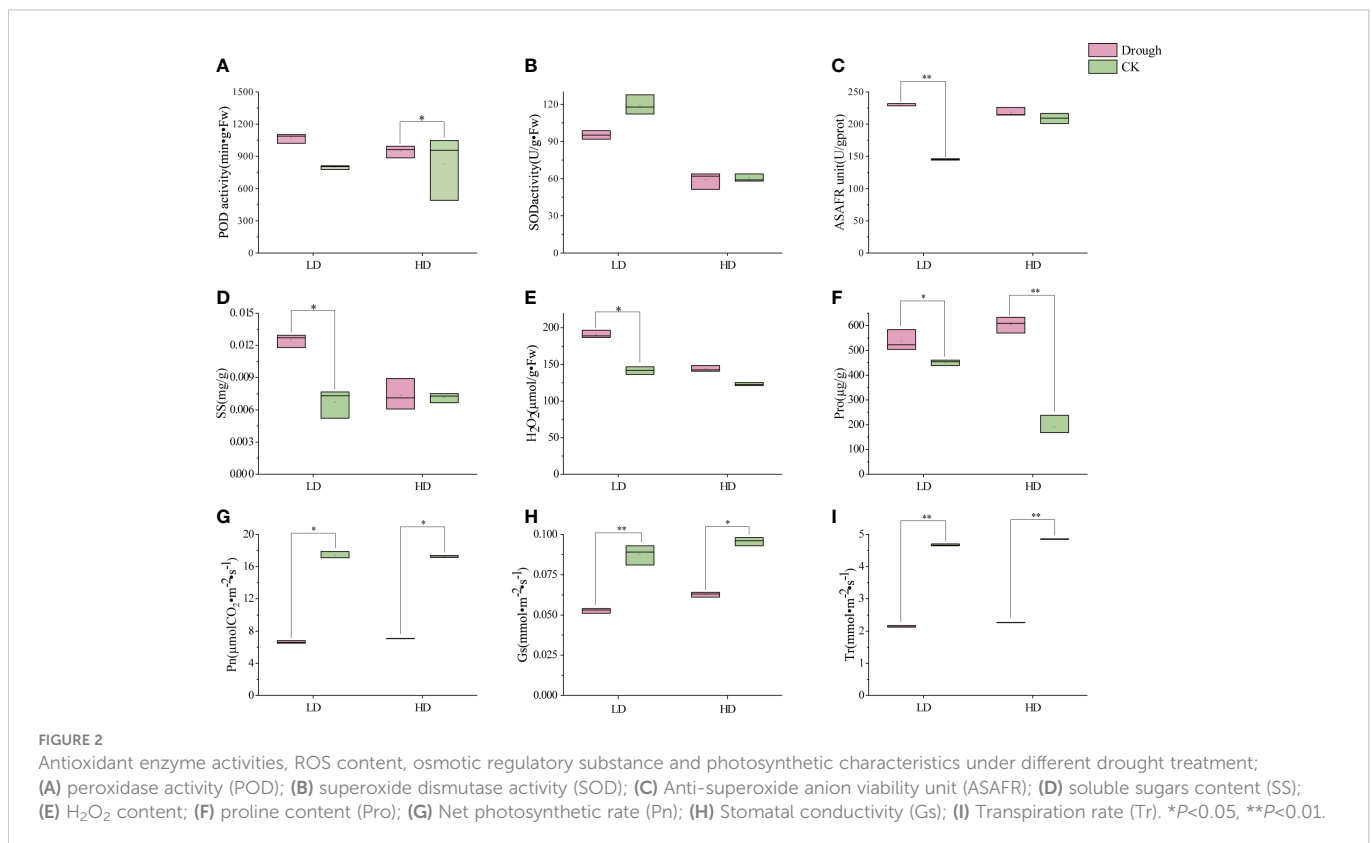 Drough
CK
A
1500
1200
900
600
300
0
POD activity(min•g•Fw)
*
LD
HD
B
120
90
60
30
0
SODactivity(U/g•Fw)
LD
HD
C
250
200
150
100
50
0
ASAFR unit(U/gprot)
**
LD
HD
D
0.015
0.012
0.009
0.006
0.003
0.000
SS(mg/g)
*
LD
HD
E
200
150
100
50
0
H₂O₂(μmol/g•Fw)
*
LD
HD
F
600
500
400
300
200
100
0
Pro(μg/g)
*
**
LD
HD
G
20
16
12
8
4
0
Pn(μmolCO₂•m⁻²•s⁻¹)
*
*
LD
HD
H
0.100
0.075
0.050
0.025
0.000
Gs(mmol•m⁻²•s⁻¹)
**
*
LD
HD
I
5
4
3
2
1
0
Tr(mmol•m⁻²•s⁻¹)
**
**
LD
HD
FIGURE 2
Antioxidant enzyme activities, ROS content, osmotic regulatory substance and photosynthetic characteristics under different drought treatment;
(A) peroxidase activity (POD); (B) superoxide dismutase activity (SOD); (C) Anti-superoxide anion viability unit (ASAFR); (D) soluble sugars content (SS);
(E) H₂O₂ content; (F) proline content (Pro); (G) Net photosynthetic rate (Pn); (H) Stomatal conductivity (Gs); (I) Transpiration rate (Tr). *P<0.05, **P<0.01.